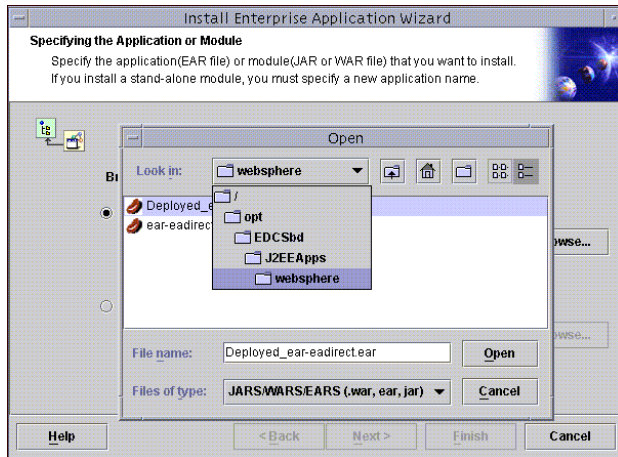 Install Enterprise Application Wizard
Specifying the Application or Module
Specify the application(EAR file) or module(JAR or WAR file) that you want to install.
If you install a stand-alone module, you must specify a new application name.
Open
Look in:
websphere
/
opt
EDCSbd
J2EEApps
websphere
Deployed_e
ear-eadirect
File name:
Deployed_ear-eadirect.ear
Open
Files of type:
JARS/WARS/EARS (.war, ear, jar)
Cancel
Help
< Back
Next >
Finish
Cancel